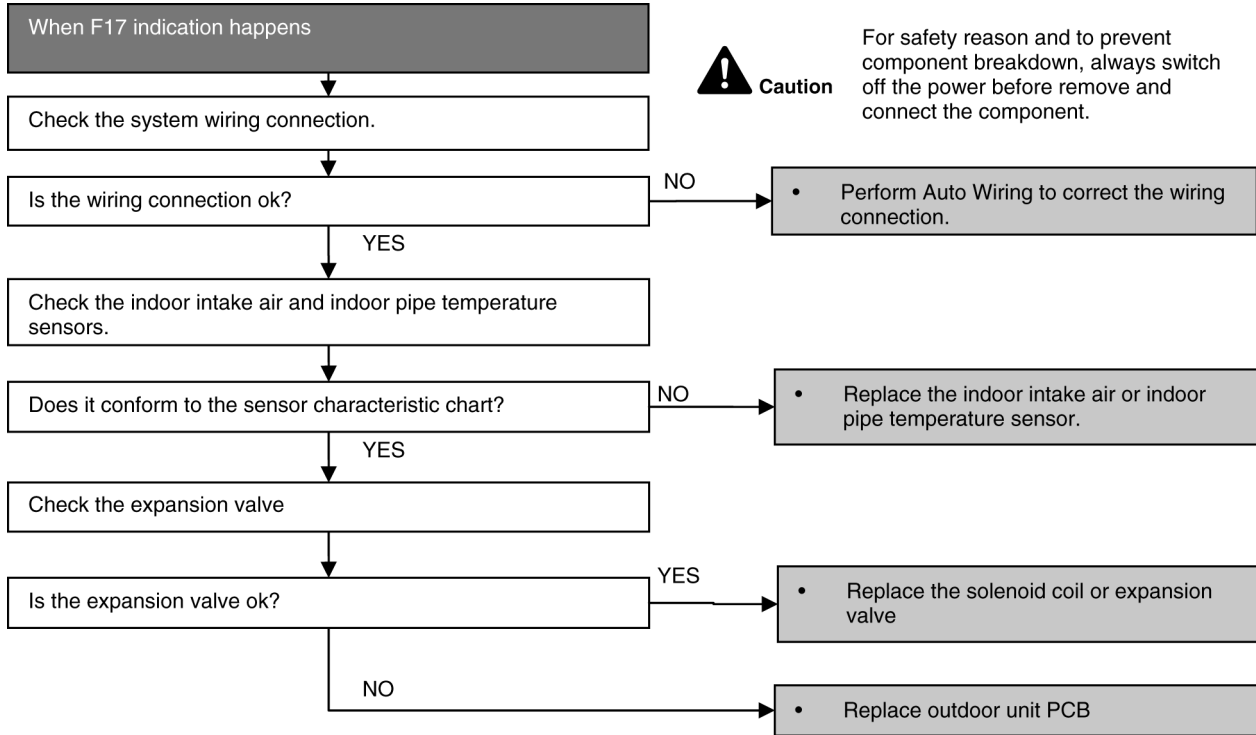 When F17 indication happens
Caution
For safety reason and to prevent
component breakdown, always switch
off the power before remove and
connect the component.
Check the system wiring connection.
Is the wiring connection ok?
NO
• Perform Auto Wiring to correct the wiring
connection.
YES
Check the indoor intake air and indoor pipe temperature
sensors.
Does it conform to the sensor characteristic chart?
NO
• Replace the indoor intake air or indoor
pipe temperature sensor.
YES
Check the expansion valve
Is the expansion valve ok?
YES
• Replace the solenoid coil or expansion
valve
NO
• Replace outdoor unit PCB